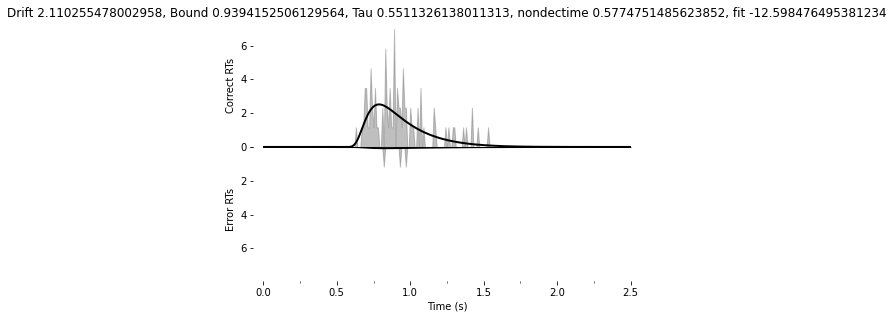 Drift 2.110255478002958, Bound 0.9394152506129564, Tau 0.5511326138011313, nondectime 0.5774751485623852, fit -12.598476495381234
6
4
2
0
2
4
6
Correct RTs
Error RTs
0.0 0.5 1.0 1.5 2.0 2.5
Time (s)